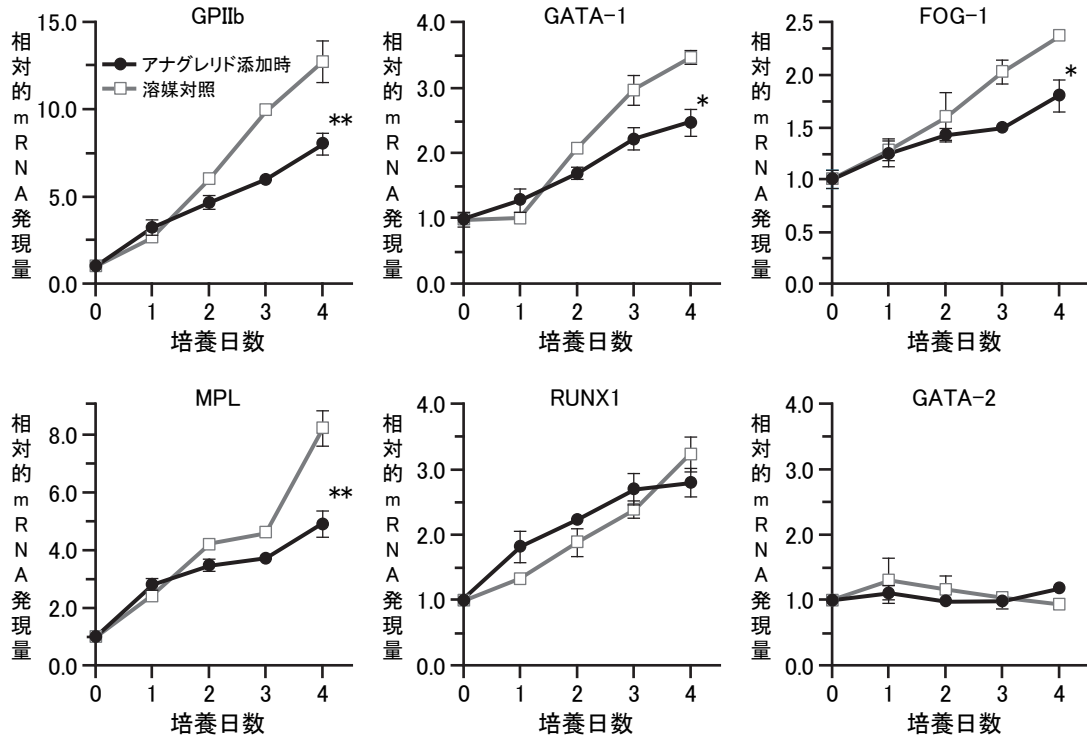 GPIIb
相対的mRNA発現量
15.0
10.0
5.0
0.0
アナグレリド添加時
溶媒対照
**
0 1 2 3 4
培養日数
GATA-1
相対的mRNA発現量
4.0
3.0
2.0
1.0
0.0
*
0 1 2 3 4
培養日数
FOG-1
相対的mRNA発現量
2.5
2.0
1.5
1.0
0.5
0.0
*
0 1 2 3 4
培養日数
MPL
相対的mRNA発現量
8.0
6.0
4.0
2.0
0.0
**
0 1 2 3 4
培養日数
RUNX1
相対的mRNA発現量
4.0
3.0
2.0
1.0
0.0
0 1 2 3 4
培養日数
GATA-2
相対的mRNA発現量
4.0
3.0
2.0
1.0
0.0
0 1 2 3 4
培養日数